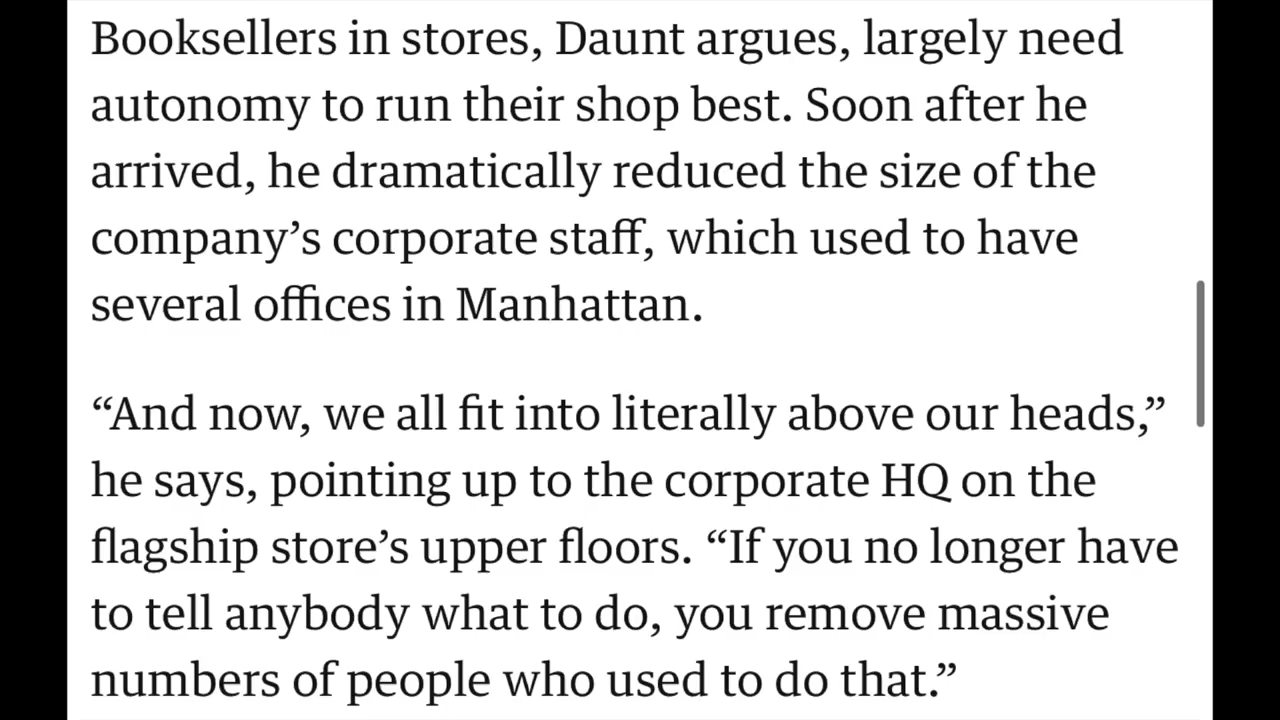 Booksellers in stores, Daunt argues, largely need
autonomy to run their shop best. Soon after he
arrived, he dramatically reduced the size of the
company’s corporate staff, which used to have
several offices in Manhattan.
“And now, we all fit into literally above our heads,”
he says, pointing up to the corporate HQ on the
flagship store’s upper floors. “If you no longer have
to tell anybody what to do, you remove massive
numbers of people who used to do that.”